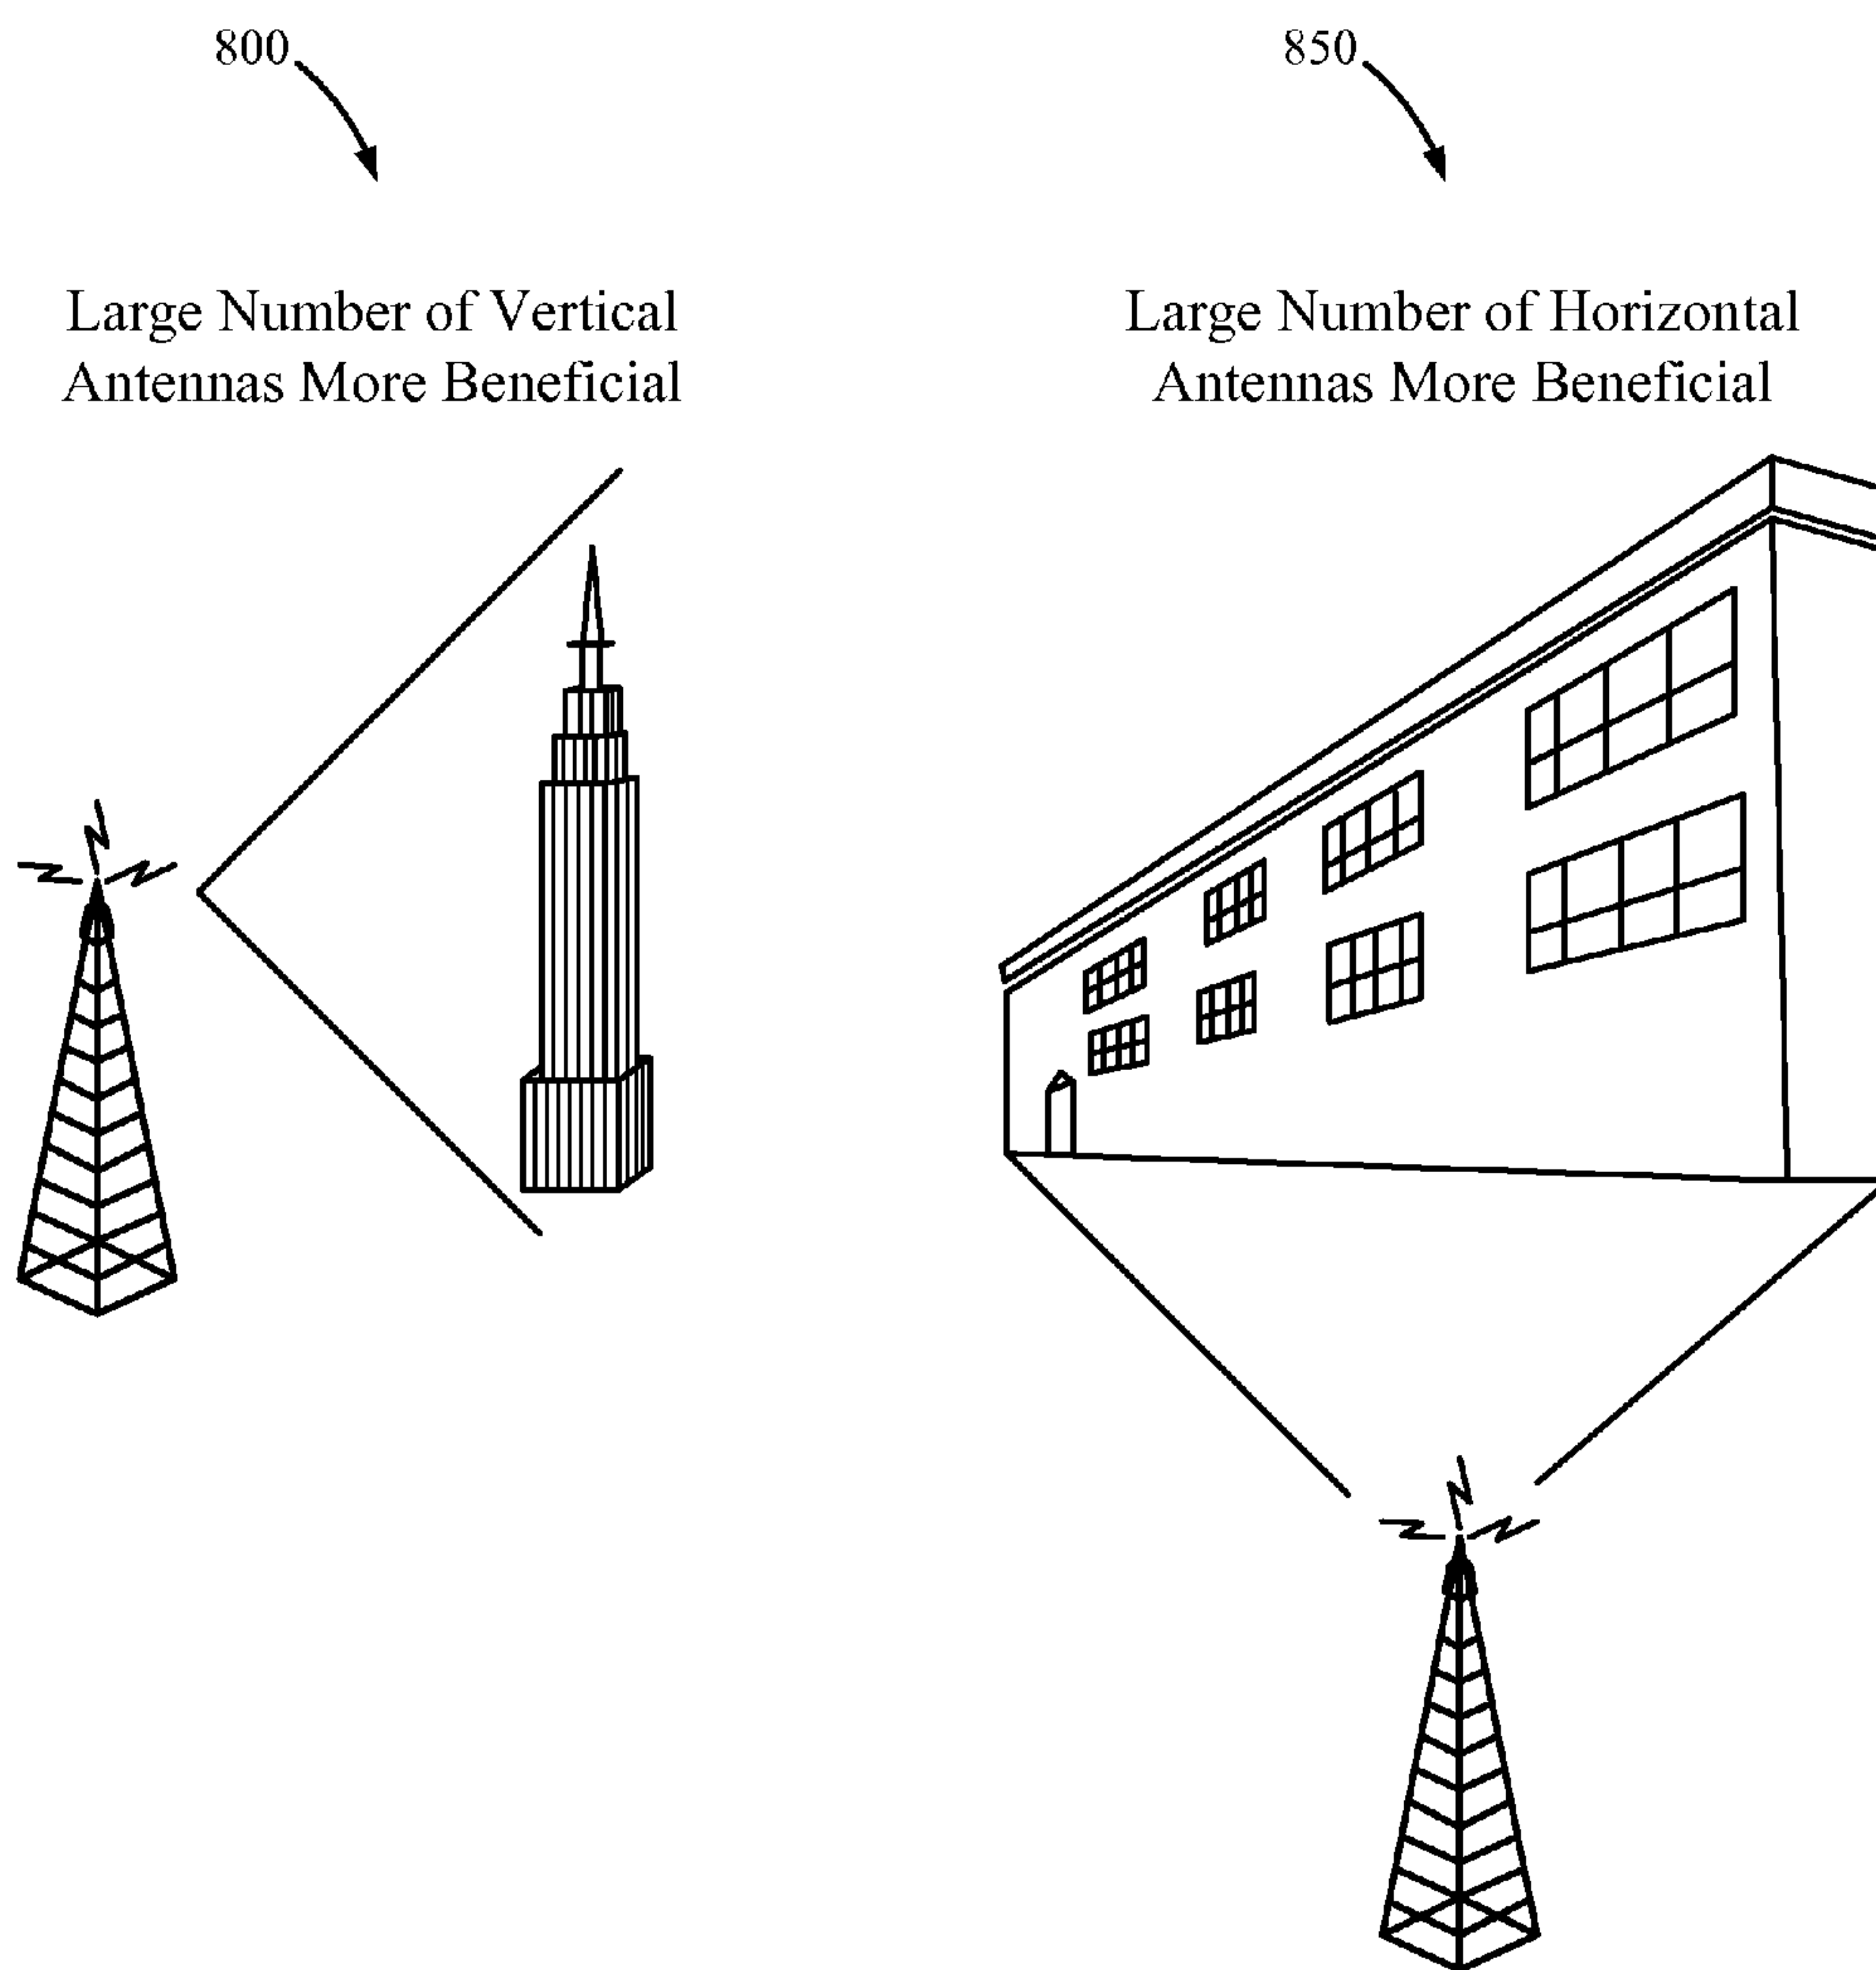 800
850
Large Number of Vertical
Antennas More Beneficial
Large Number of Horizontal
Antennas More Beneficial